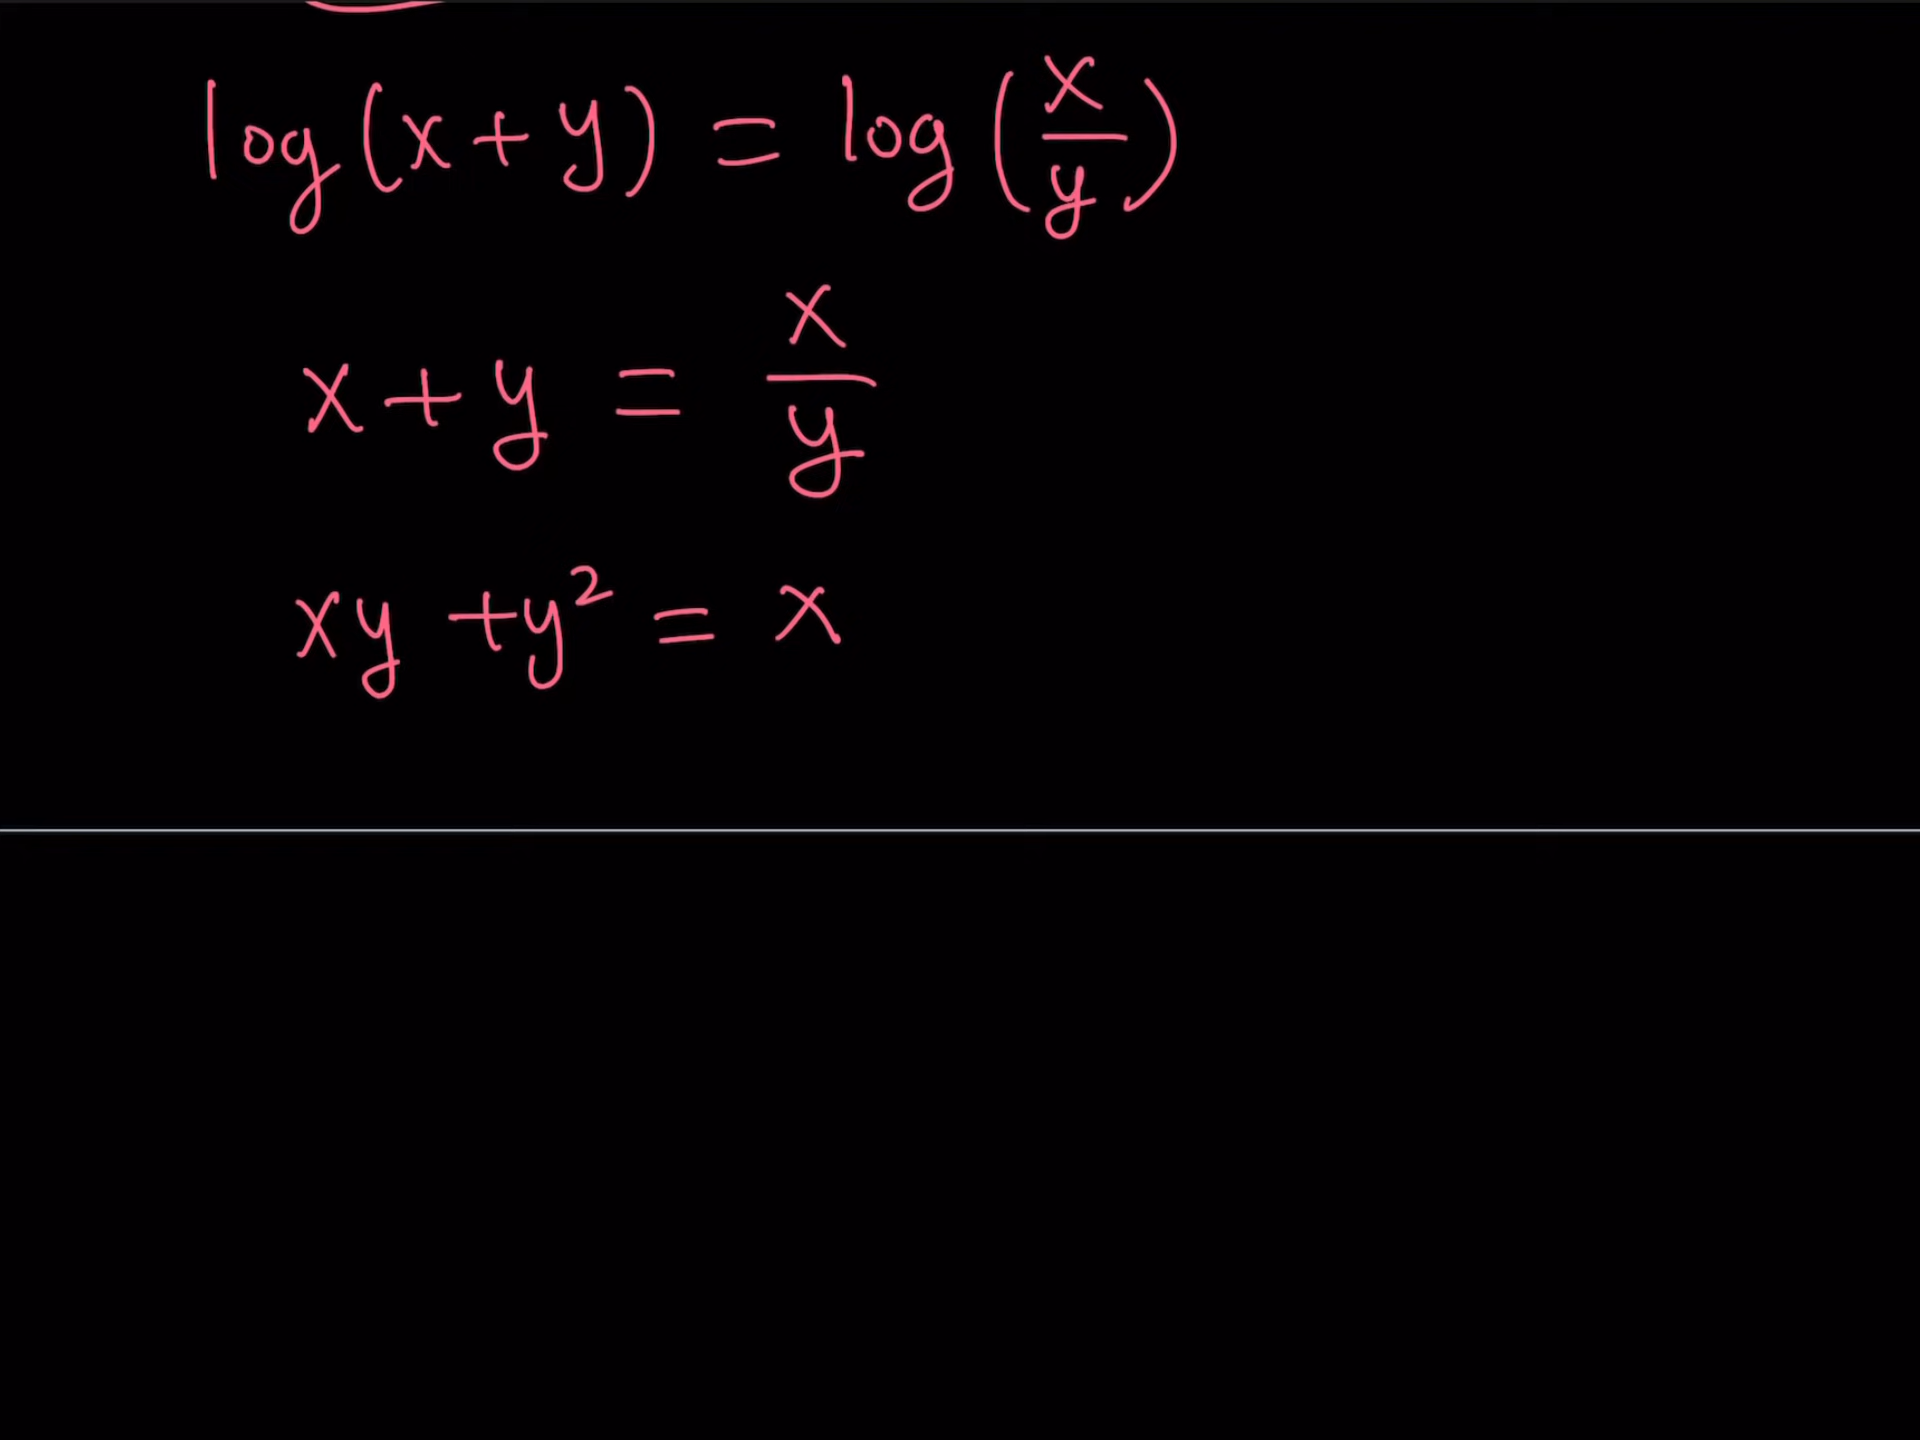 log(x+y) = log(x/y)
x+y = x/y
xy +y² = x